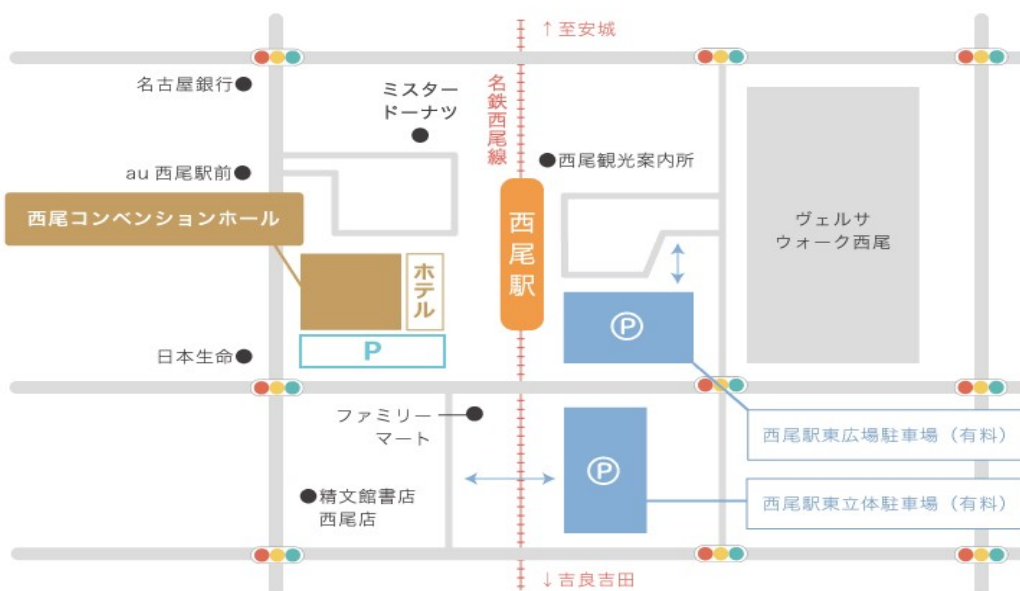 ↑至安城
名古屋銀行
ミスター
ドーナツ
名鉄西尾線
西尾観光案内所
au 西尾駅前
西尾コンベンションホール
西尾駅
ヴェルサ
ウォーク西尾
ホテル
P
P
日本生命
ファミリー
マート
西尾駅東広場駐車場（有料）
P
精文館書店
西尾店
西尾駅東立体駐車場（有料）
↓吉良吉田